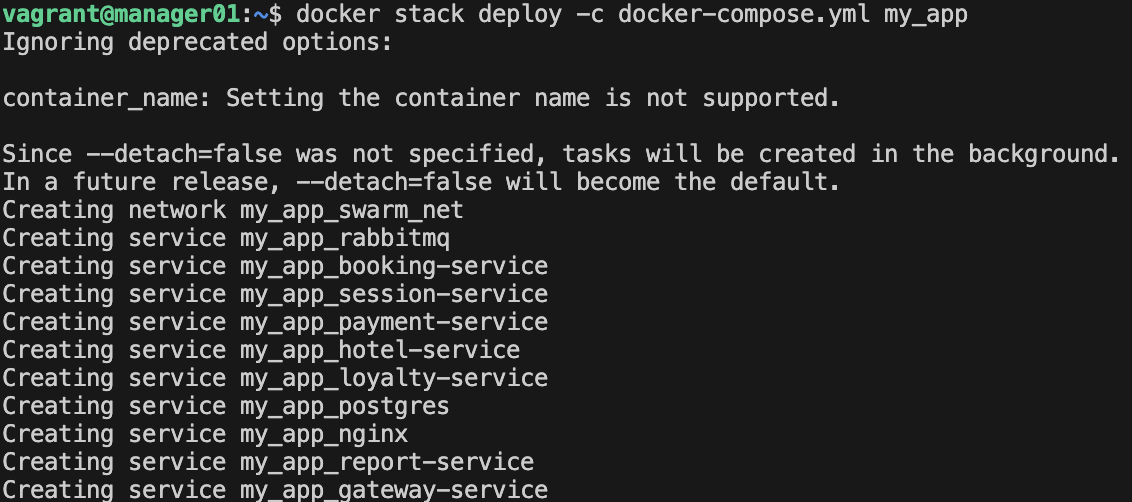 vagrant@manager01:~$ docker stack deploy -c docker-compose.yml my_app
Ignoring deprecated options:
container_name: Setting the container name is not supported.
Since --detach=false was not specified, tasks will be created in the background.
In a future release, --detach=false will become the default.
Creating network my_app_swarm_net
Creating service my_app_rabbitmq
Creating service my_app_booking-service
Creating service my_app_session-service
Creating service my_app_payment-service
Creating service my_app_hotel-service
Creating service my_app_loyalty-service
Creating service my_app_postgres
Creating service my_app_nginx
Creating service my_app_report-service
Creating service my_app_gateway-service